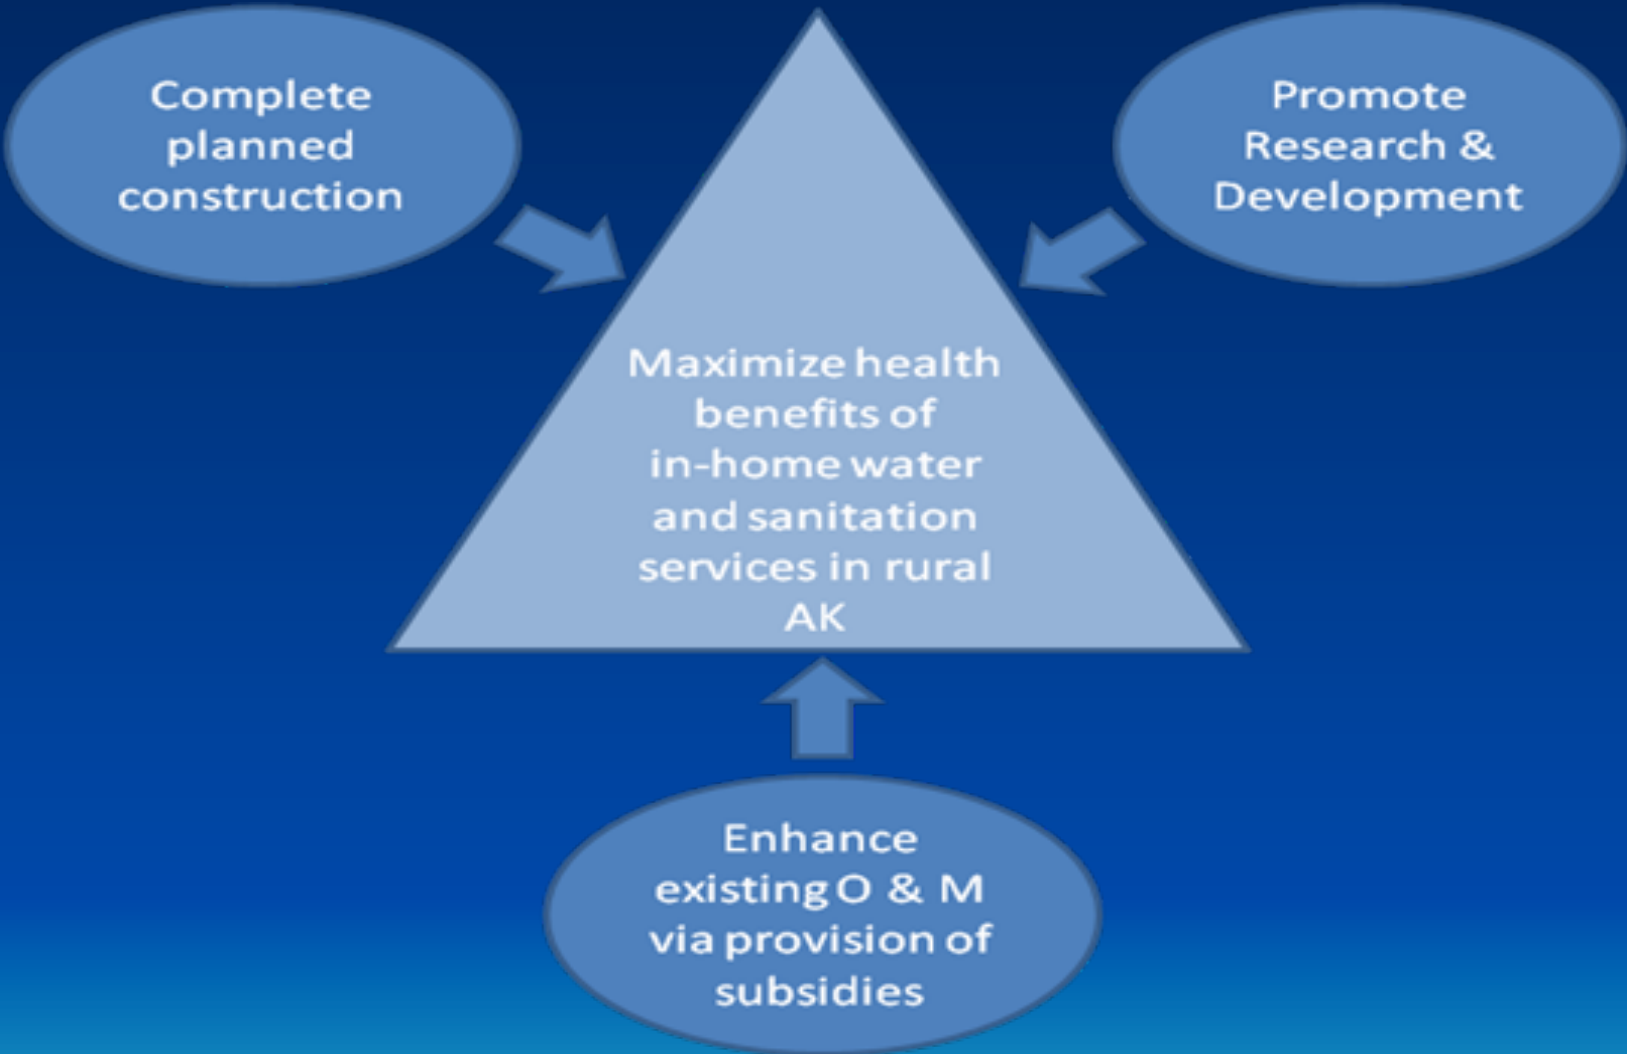 Complete
planned
construction
Promote
Research &
Development
Maximize health
benefits of
in-home water
and sanitation
services in rural
AK
Enhance
existing O & M
via provision of
subsidies